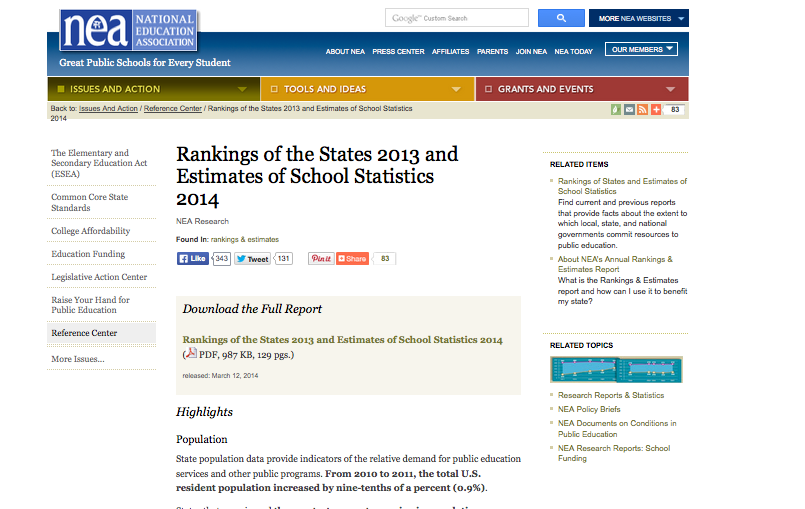 Google™ Custom Search
MORE NEA WEBSITES
nea NATIONAL
EDUCATION
ASSOCIATION
Great Public Schools for Every Student
ABOUT NEA PRESS CENTER AFFILIATES PARENTS JOIN NEA NEA TODAY OUR MEMBERS
ISSUES AND ACTION TOOLS AND IDEAS GRANTS AND EVENTS
Back to: Issues And Action / Reference Center / Rankings of the States 2013 and Estimates of School Statistics
2014
83
The Elementary and
Secondary Education Act
(ESEA)
Common Core State
Standards
College Affordability
Education Funding
Legislative Action Center
Raise Your Hand for
Public Education
Reference Center
More Issues...
Rankings of the States 2013 and
Estimates of School Statistics
2014
NEA Research
Found In: rankings & estimates
Like 343 Tweet 131 Pin it Share 83
Download the Full Report
Rankings of the States 2013 and Estimates of School Statistics 2014
( PDF, 987 KB, 129 pgs.)
released: March 12, 2014
Highlights
Population
State population data provide indicators of the relative demand for public education
services and other public programs. From 2010 to 2011, the total U.S.
resident population increased by nine-tenths of a percent (0.9%).
RELATED ITEMS
Rankings of States and Estimates of
School Statistics
Find current and previous reports
that provide facts about the extent to
which local, state, and national
governments commit resources to
public education.
About NEA's Annual Rankings &
Estimates Report
What is the Rankings & Estimates
report and how can I use it to benefit
my state?
RELATED TOPICS
Research Reports & Statistics
NEA Policy Briefs
NEA Documents on Conditions in
Public Education
NEA Research Reports: School
Funding